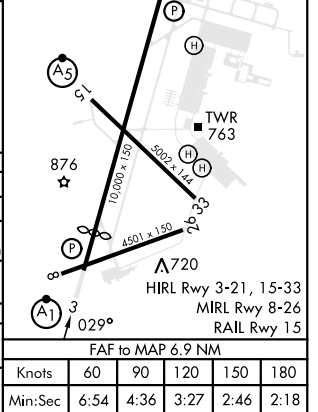 P
H
A5
15
TWR
763
10,000 x 150
5002 x 144
H
H
876
33
26
P
4501 x 150
8
720
HIRL Rwy 3-21, 15-33
MIRL Rwy 8-26
RAIL Rwy 15
A1
3
029°
FAF to MAP 6.9 NM
Knots 60 90 120 150 180
Min:Sec 6:54 4:36 3:27 2:46 2:18